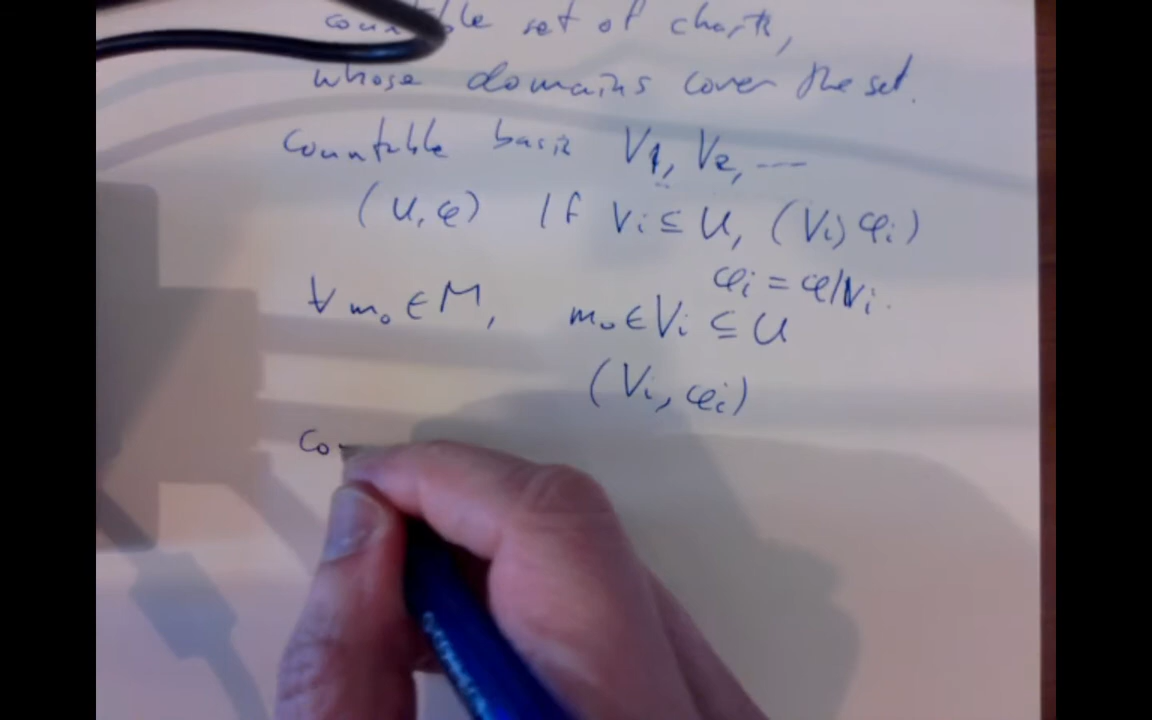 countable set of charts,
whose domains cover the set.
Countable basis V₁, V₂, ---
(U, φ) If Vᵢ ⊆ U, (Vᵢ, φᵢ)
φᵢ = φ|Vᵢ.
∀ m₀ ∈ M, m₀ ∈ Vᵢ ⊆ U
(Vᵢ, φᵢ)
Co